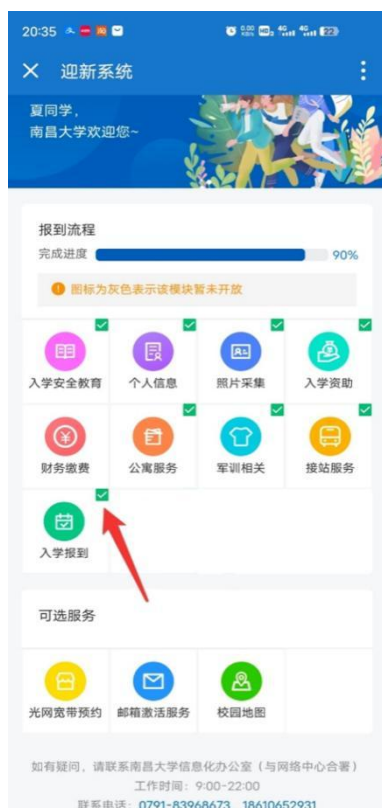 20:35
迎新系统
夏同学，
南昌大学欢迎您~
报到流程
完成进度 90%
图标为灰色表示该模块暂未开放
入学安全教育 个人信息 照片采集 入学资助
财务缴费 公寓服务 军训相关 接站服务
入学报到
可选服务
光网宽带预约 邮箱激活服务 校园地图
如有疑问，请联系南昌大学信息化办公室（与网络中心合署）
工作时间：9:00-22:00
联系电话：0791-83968673，18610652931